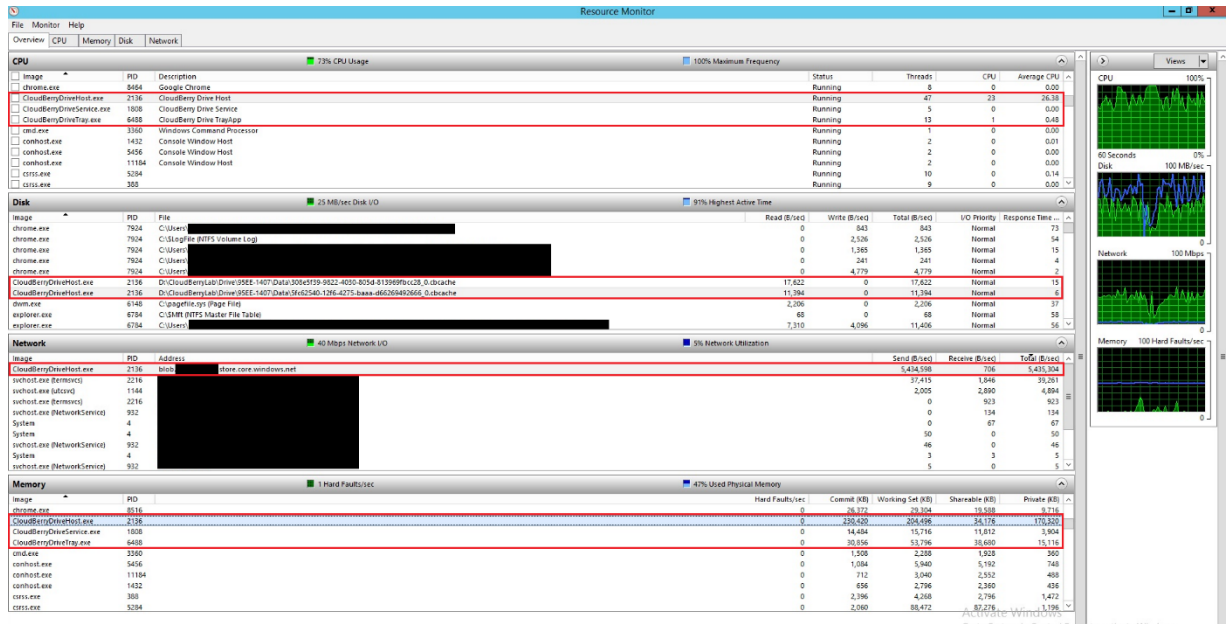 Resource Monitor
File Monitor Help
Overview CPU Memory Disk Network
CPU 73% CPU Usage 100% Maximum Frequency
Image PID Description Status Threads CPU Average CPU
chrome.exe 8464 Google Chrome Running 8 0 0.00
CloudBerryDriveHost.exe 2136 CloudBerry Drive Host Running 47 23 26.38
CloudBerryDriveService.exe 1808 CloudBerry Drive Service Running 5 0 0.00
CloudBerryDriveTray.exe 6488 CloudBerry Drive TrayApp Running 13 1 0.48
cmd.exe 3360 Windows Command Processor Running 1 0 0.00
conhost.exe 1432 Console Window Host Running 2 0 0.01
conhost.exe 5456 Console Window Host Running 2 0 0.00
conhost.exe 11184 Console Window Host Running 2 0 0.00
csrss.exe 5284 Running 10 0 0.14
csrss.exe 388 Running 9 0 0.00
Disk 25 MB/sec Disk I/O 91% Highest Active Time
Image PID File Read (B/sec) Write (B/sec) Total (B/sec) I/O Priority Response Time ...
chrome.exe 7924 C:\Users\ 0 843 843 Normal 73
chrome.exe 7924 C:\$LogFile (NTFS Volume Log) 0 2,526 2,526 Normal 54
chrome.exe 7924 C:\Users\ 0 1,365 1,365 Normal 15
chrome.exe 7924 C:\Users\ 0 241 241 Normal 4
chrome.exe 7924 C:\Users\ 0 4,779 4,779 Normal 2
CloudBerryDriveHost.exe 2136 17,622 0 17,622 Normal 15
CloudBerryDriveHost.exe 2136 11,394 0 11,394 Normal 6
dwm.exe 6148 C:\pagefile.sys (Page File) 2,206 0 2,206 Normal 37
explorer.exe 6784 C:\$Mft (NTFS Master File Table) 68 0 68 Normal 58
explorer.exe 6784 C:\Users\ 7,310 4,096 11,406 Normal 56
Network 40 Mbps Network I/O 5% Network Utilization
Image PID Address Send (B/sec) Receive (B/sec) Total (B/sec)
CloudBerryDriveHost.exe 2136 blob. store.core.windows.net 5,434,598 706 5,435,304
svchost.exe (termsvcs) 2216 37,415 1,846 39,261
svchost.exe (utcsvc) 1144 2,005 2,890 4,894
svchost.exe (termsvcs) 2216 0 923 923
svchost.exe (NetworkService) 932 0 134 134
System 4 0 67 67
System 4 50 0 50
svchost.exe (NetworkService) 932 46 0 46
System 4 3 3 5
svchost.exe (NetworkService) 932 5 0 5
Memory 1 Hard Faults/sec 47% Used Physical Memory
Image PID Hard Faults/sec Commit (KB) Working Set (KB) Shareable (KB) Private (KB)
chrome.exe 8516 0 26,372 29,304 19,588 9,716
CloudBerryDriveHost.exe 2136 0 230,420 204,496 34,176 170,320
CloudBerryDriveService.exe 1808 0 14,484 15,716 11,812 3,904
CloudBerryDriveTray.exe 6488 0 30,856 53,796 38,680 15,116
cmd.exe 3360 0 1,508 2,288 1,928 360
conhost.exe 5456 0 1,084 5,940 5,192 748
conhost.exe 11184 0 712 3,040 2,552 488
conhost.exe 1432 0 656 2,796 2,360 436
csrss.exe 388 0 2,396 4,268 2,796 1,472
csrss.exe 5284 0 2,060 88,472 87,276 1,196
Activate Windows
Views
CPU 100%
60 Seconds 0%
Disk 100 MB/sec
0
Network 100 Mbps
0
Memory 100 Hard Faults/sec
0